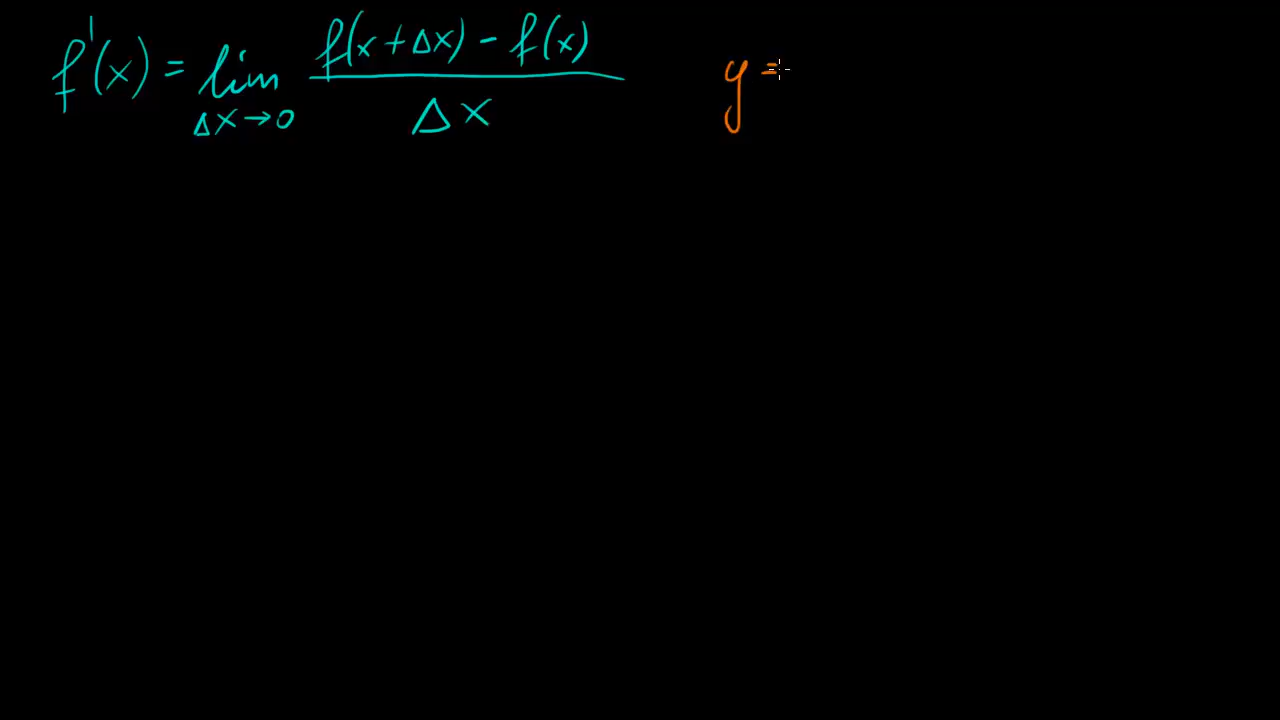 f'(x) = lim Δx→0 f(x + Δx) - f(x) / Δx
y =